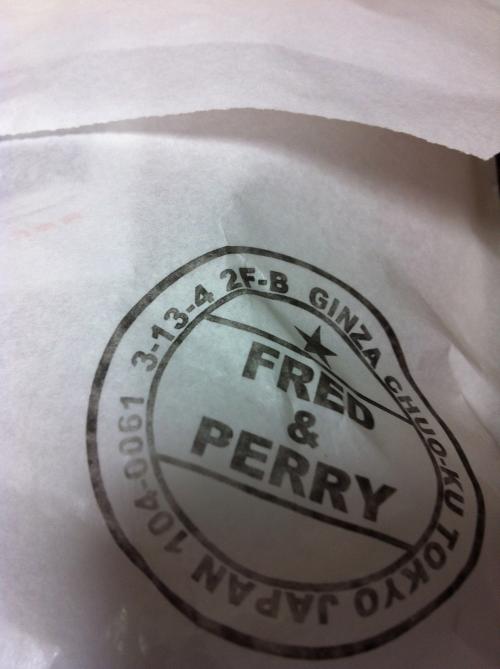 3-13-4 2F-B GINZA CHUO-KU TOKYO JAPAN 104-0061
FRED
&
PERRY